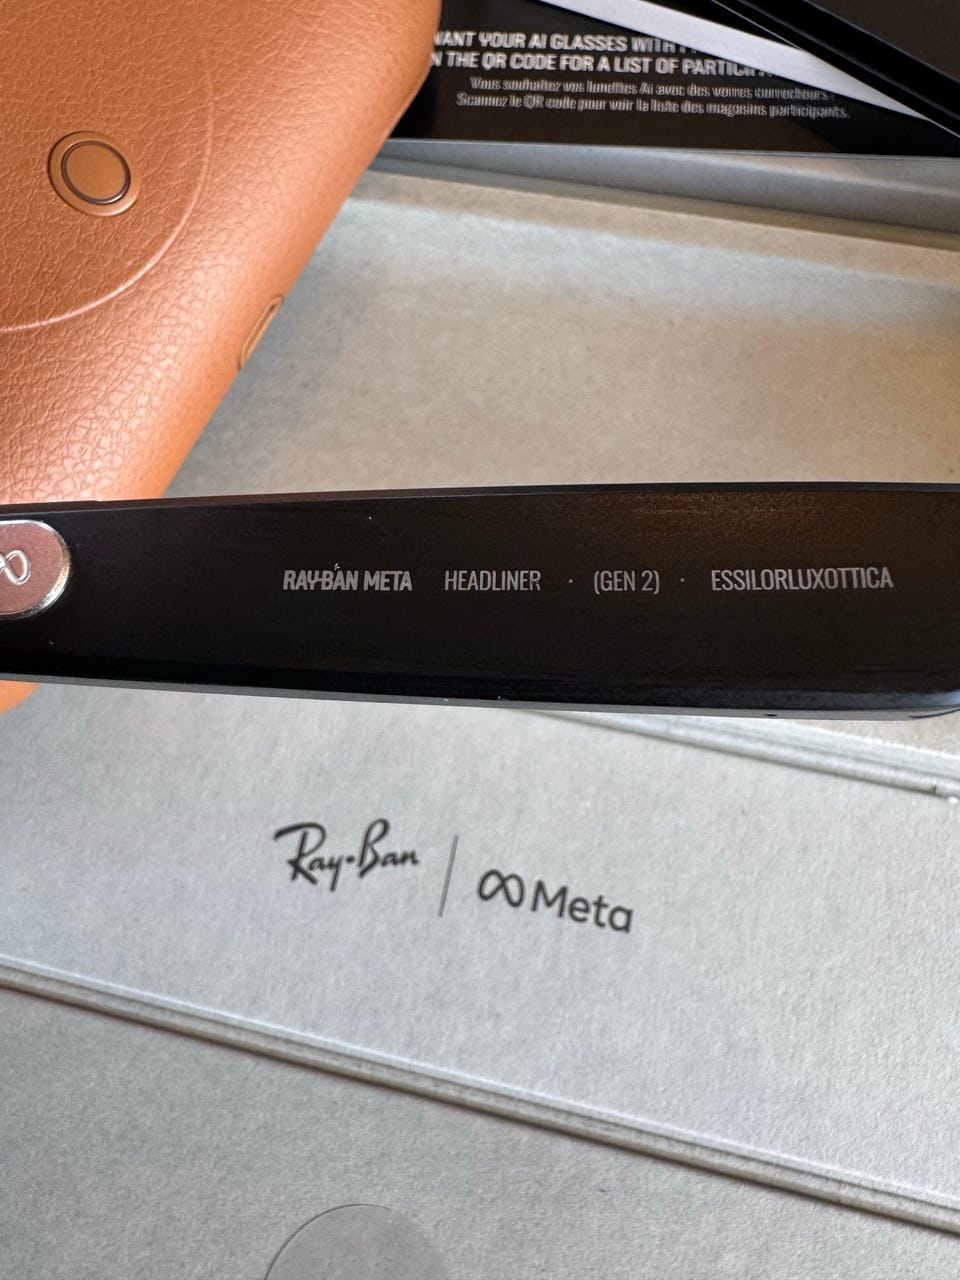 WANT YOUR AI GLASSES WITH
N THE QR CODE FOR A LIST OF
Vous souhaitez vos lunettes AI avec des verres correcteurs
Scannez le QR code pour voir la liste des magasins participants.
RAY-BAN META HEADLINER · (GEN 2) · ESSILORLUXOTTICA
Ray-Ban | Meta